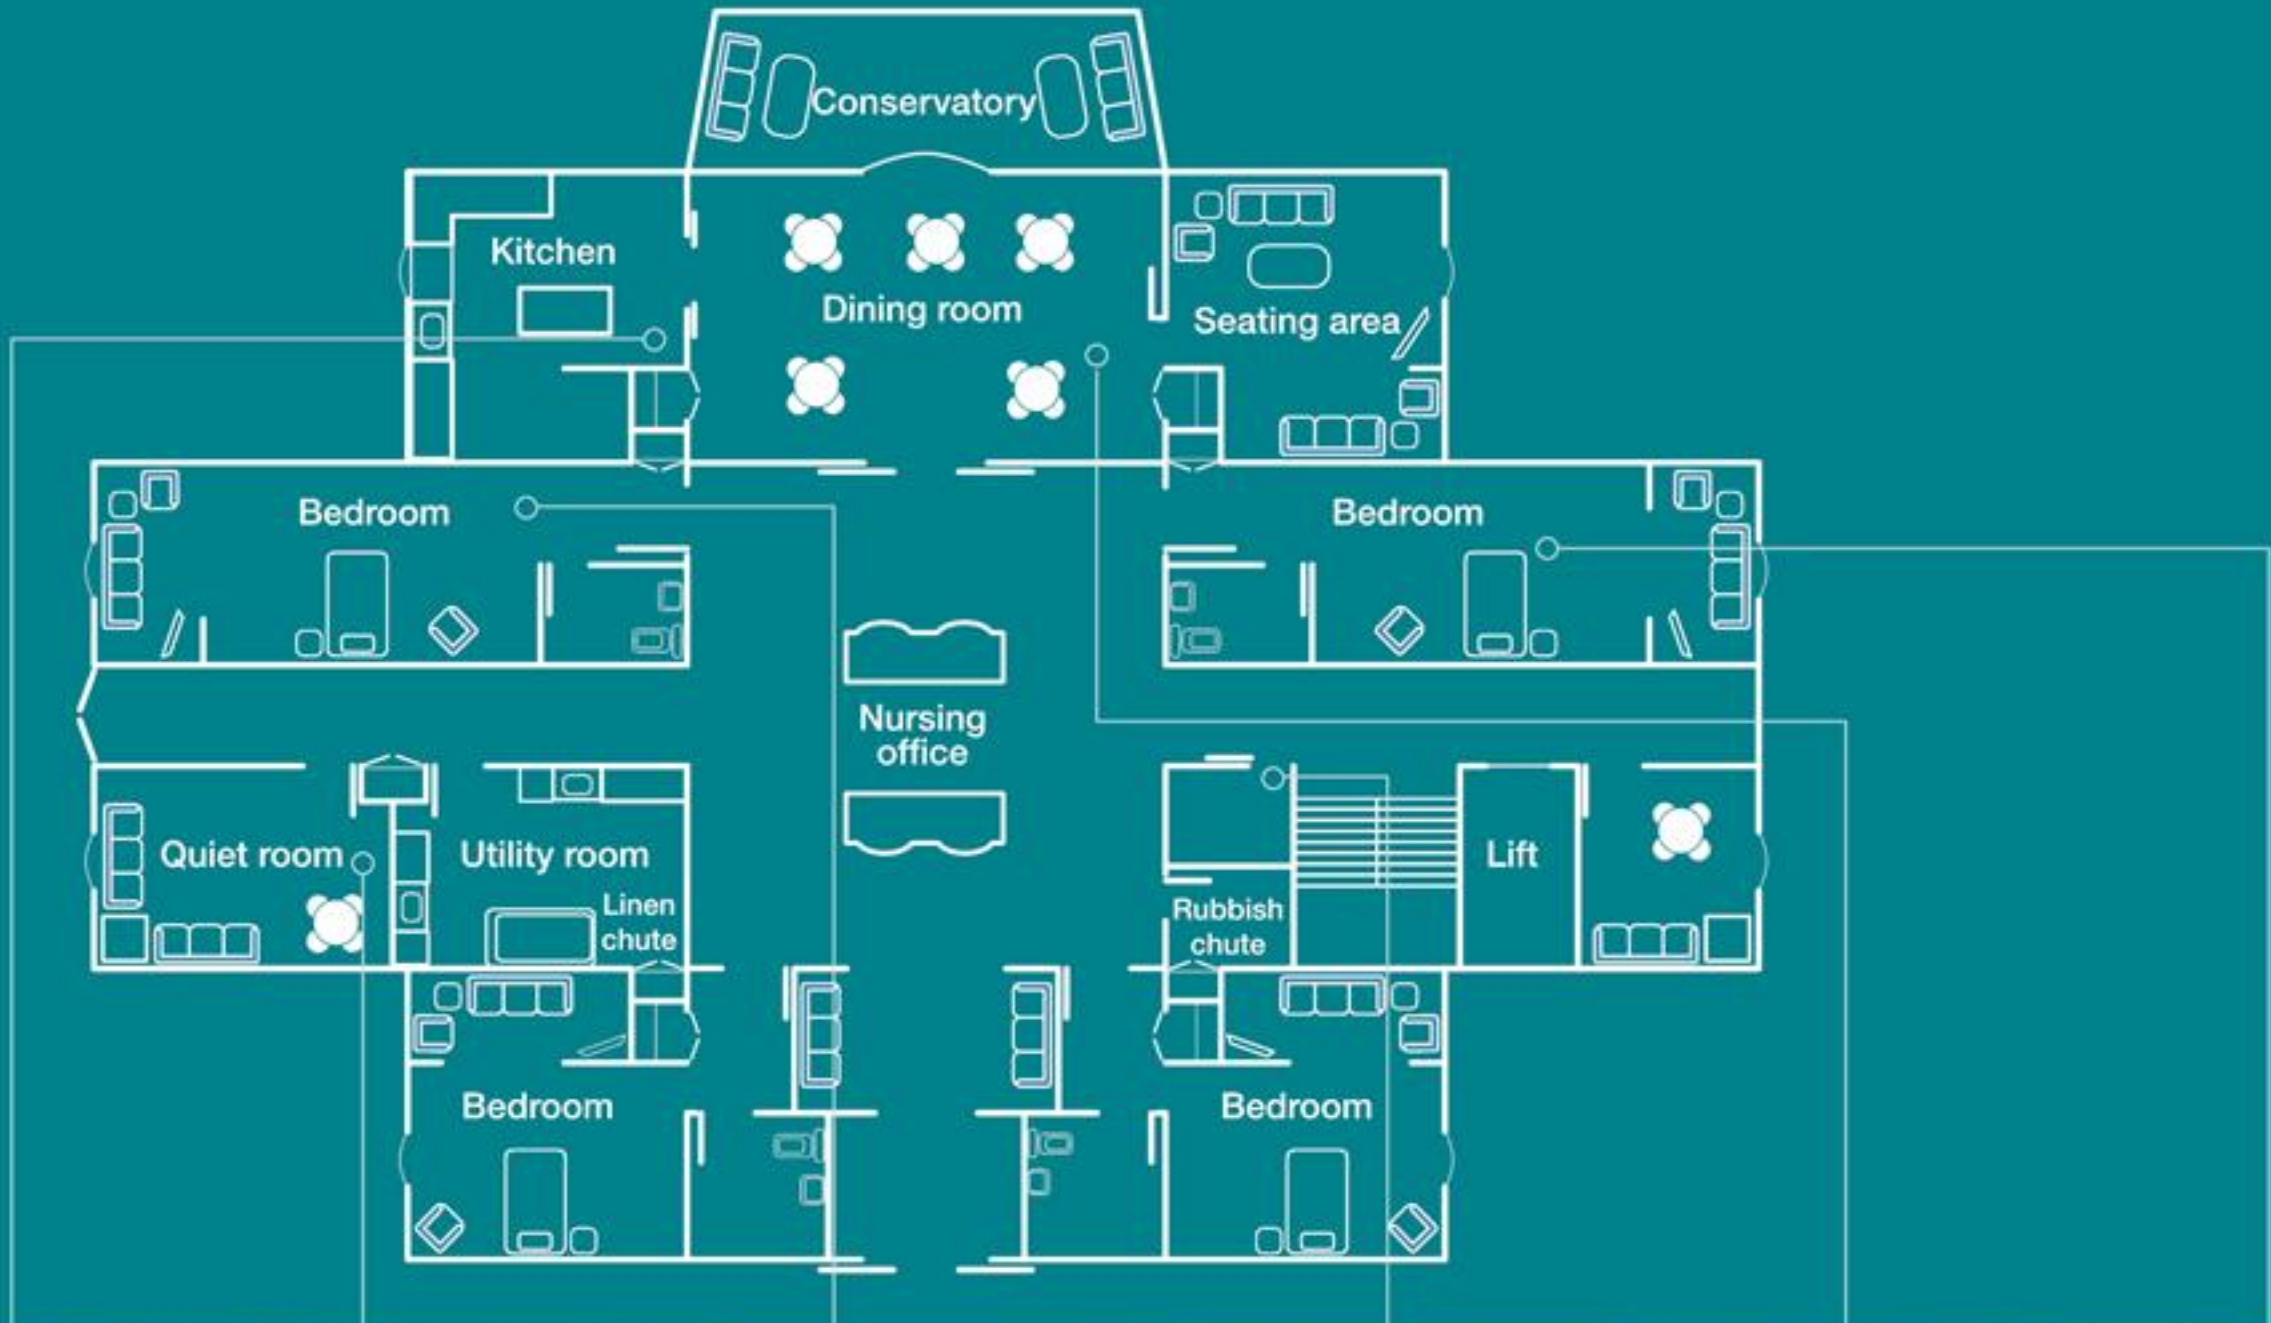 Conservatory
Kitchen
Dining room
Seating area
Bedroom
Bedroom
Nursing
office
Quiet room
Utility room
Linen
chute
Rubbish
chute
Lift
Bedroom
Bedroom